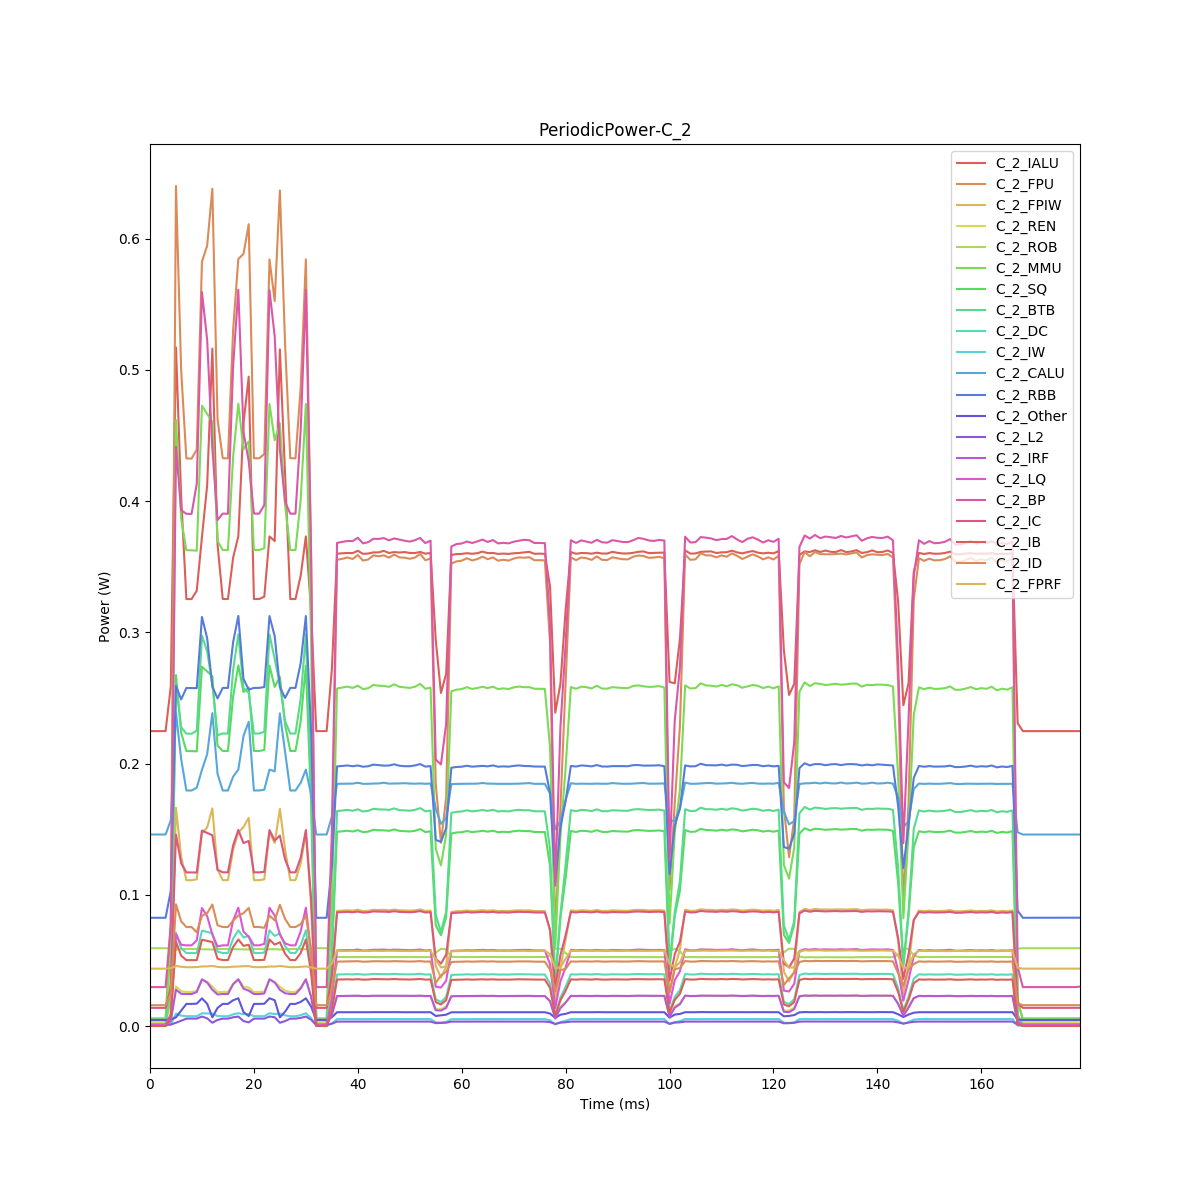 PeriodicPower-C_2
C_2_IALU
C_2_FPU
C_2_FPIW
C_2_REN
C_2_ROB
C_2_MMU
C_2_SQ
C_2_BTB
C_2_DC
C_2_IW
C_2_CALU
C_2_RBB
C_2_Other
C_2_L2
C_2_IRF
C_2_LQ
C_2_BP
C_2_IC
C_2_IB
C_2_ID
C_2_FPRF
0.6
0.5
0.4
0.3
0.2
0.1
0.0
Power (W)
0 20 40 60 80 100 120 140 160
Time (ms)